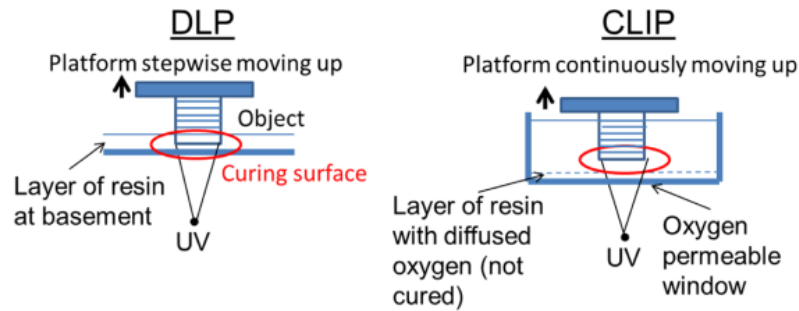 DLP
Platform stepwise moving up
Object
Curing surface
Layer of resin
at basement
UV
CLIP
Platform continuously moving up
Layer of resin
with diffused
oxygen (not
cured)
UV
Oxygen
permeable
window